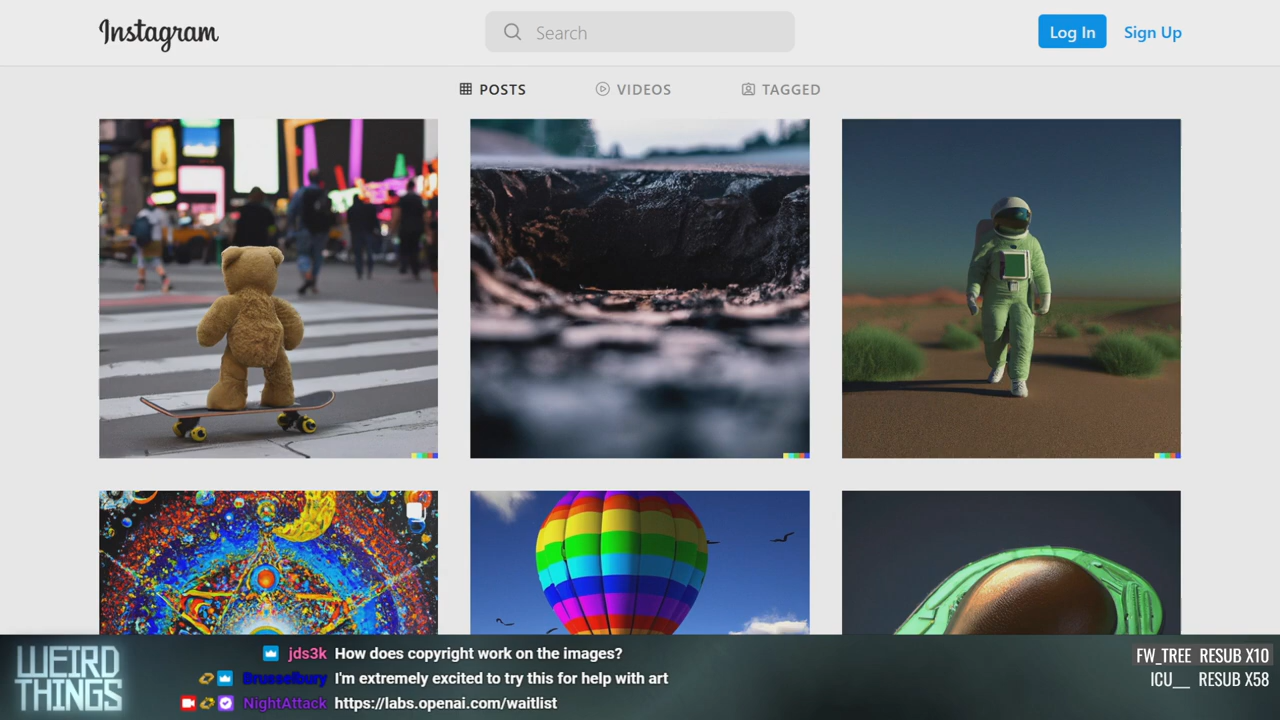 Instagram
Search
Log In
Sign Up
POSTS
VIDEOS
TAGGED
WEIRD
THINGS
jds3k How does copyright work on the images?
Brusselbury I'm extremely excited to try this for help with art
NightAttack https://labs.openai.com/waitlist
FW_TREE RESUB X10
ICU__ RESUB X58